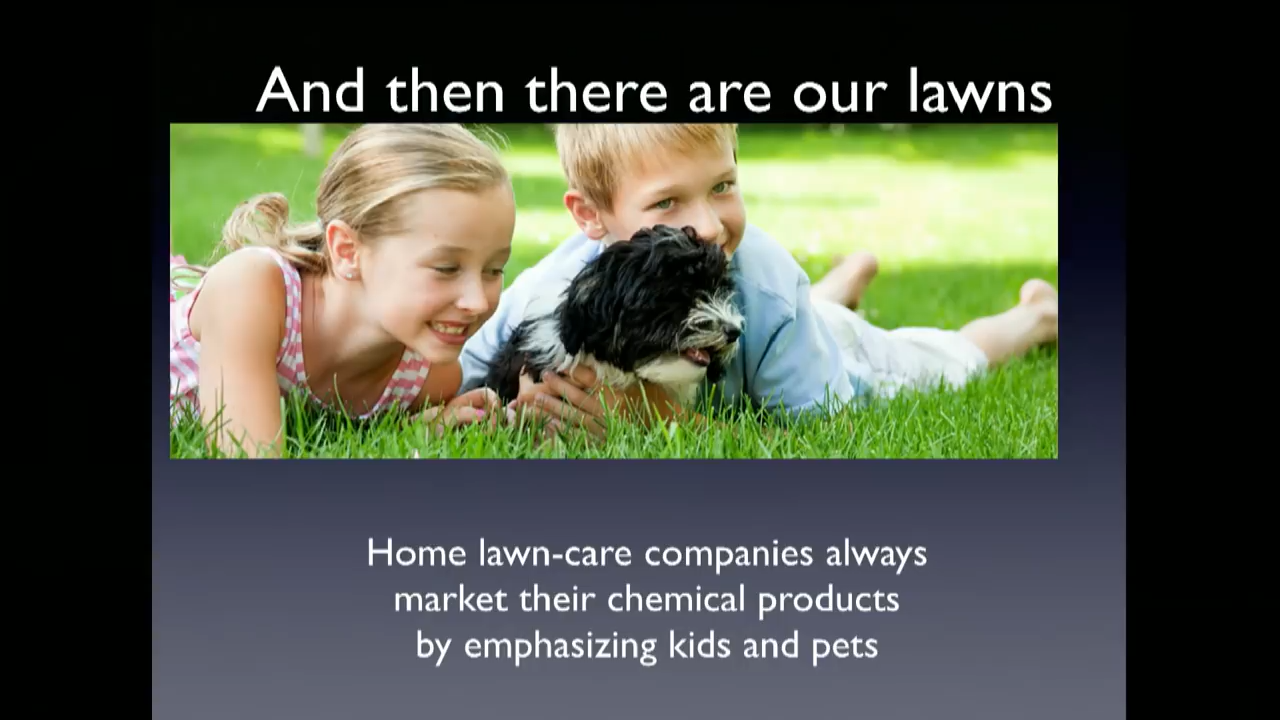 And then there are our lawns
Home lawn-care companies always
market their chemical products
by emphasizing kids and pets